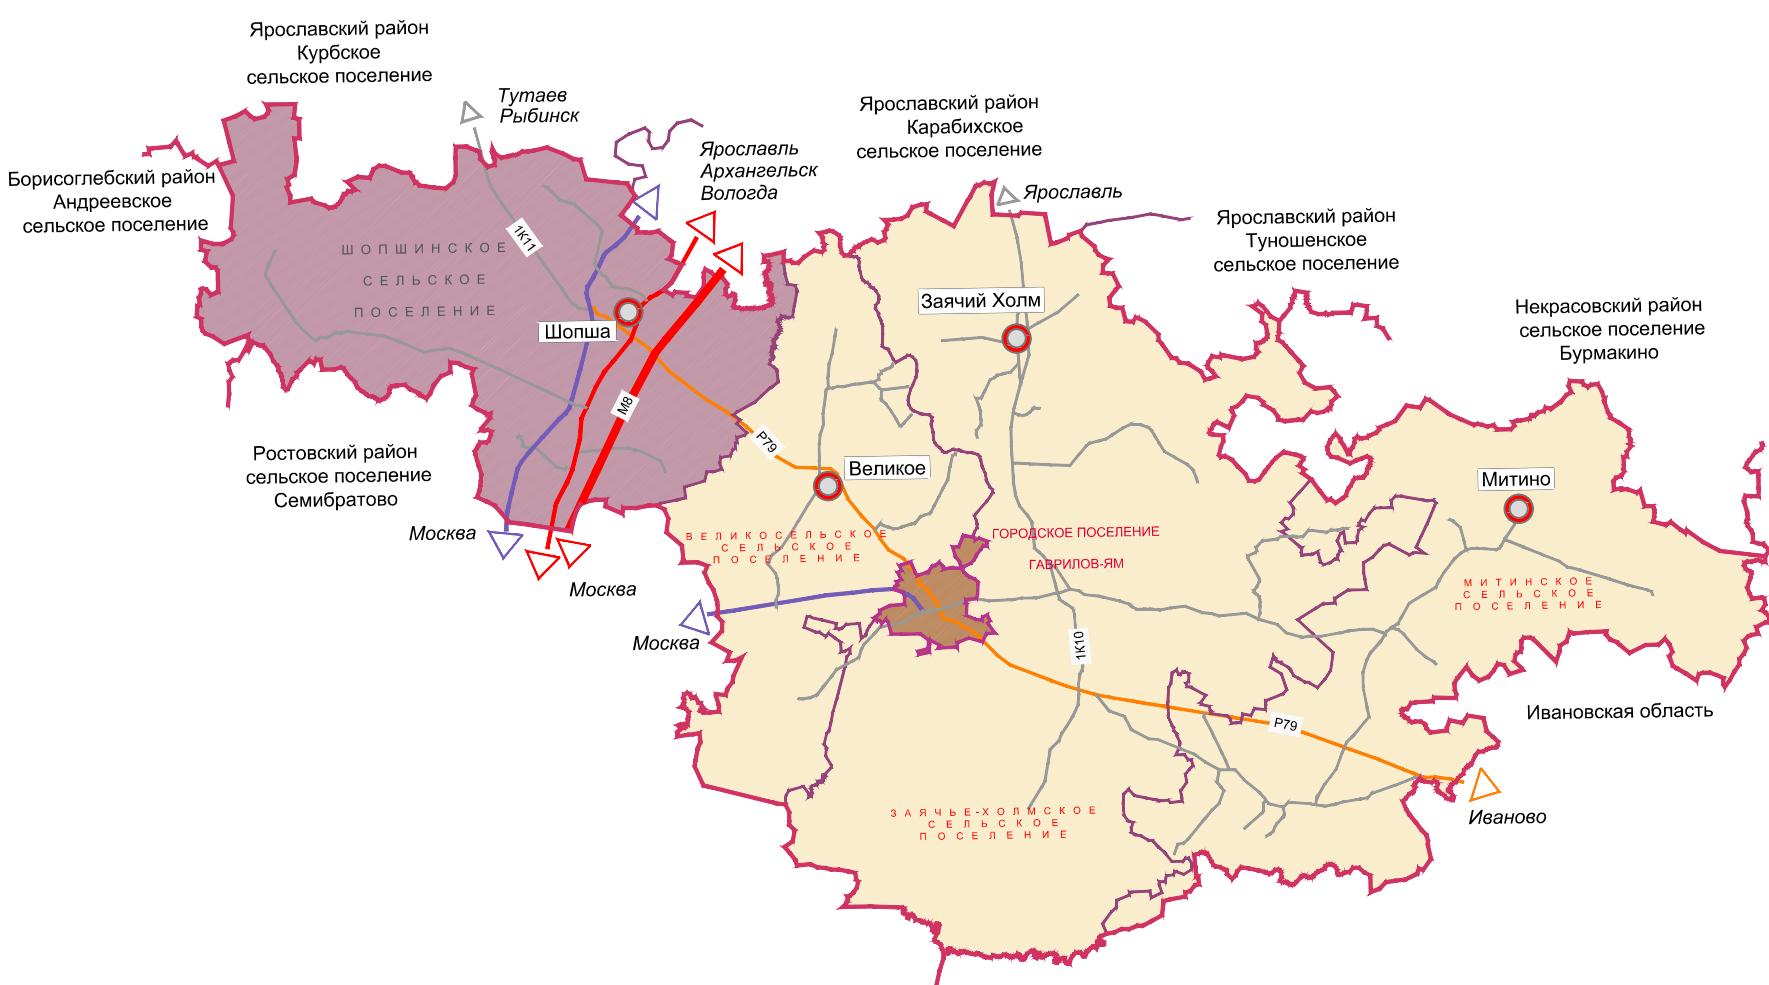 Ярославский район
Курбское
сельское поселение
Тутаев
Рыбинск
Ярославский район
Карабихское
сельское поселение
Ярославль
Архангельск
Вологда
Борисоглебский район
Андреевское
сельское поселение
Ярославль
Ярославский район
Туношенское
сельское поселение
1К11
ШОПШИНСКОЕ
СЕЛЬСКОЕ
ПОСЕЛЕНИЕ
Заячий Холм
Некрасовский район
сельское поселение
Бурмакино
Шопша
М8
Р79
Ростовский район
сельское поселение
Семибратово
Великое
Митино
Москва
ВЕЛИКОСЕЛЬСКОЕ
СЕЛЬСКОЕ
ПОСЕЛЕНИЕ
ГОРОДСКОЕ ПОСЕЛЕНИЕ
ГАВРИЛОВ-ЯМ
Москва
МИТИНСКОЕ
СЕЛЬСКОЕ
ПОСЕЛЕНИЕ
Москва
1К10
Ивановская область
Р79
ЗАЯЧЬЕ-ХОЛМСКОЕ
СЕЛЬСКОЕ
ПОСЕЛЕНИЕ
Иваново